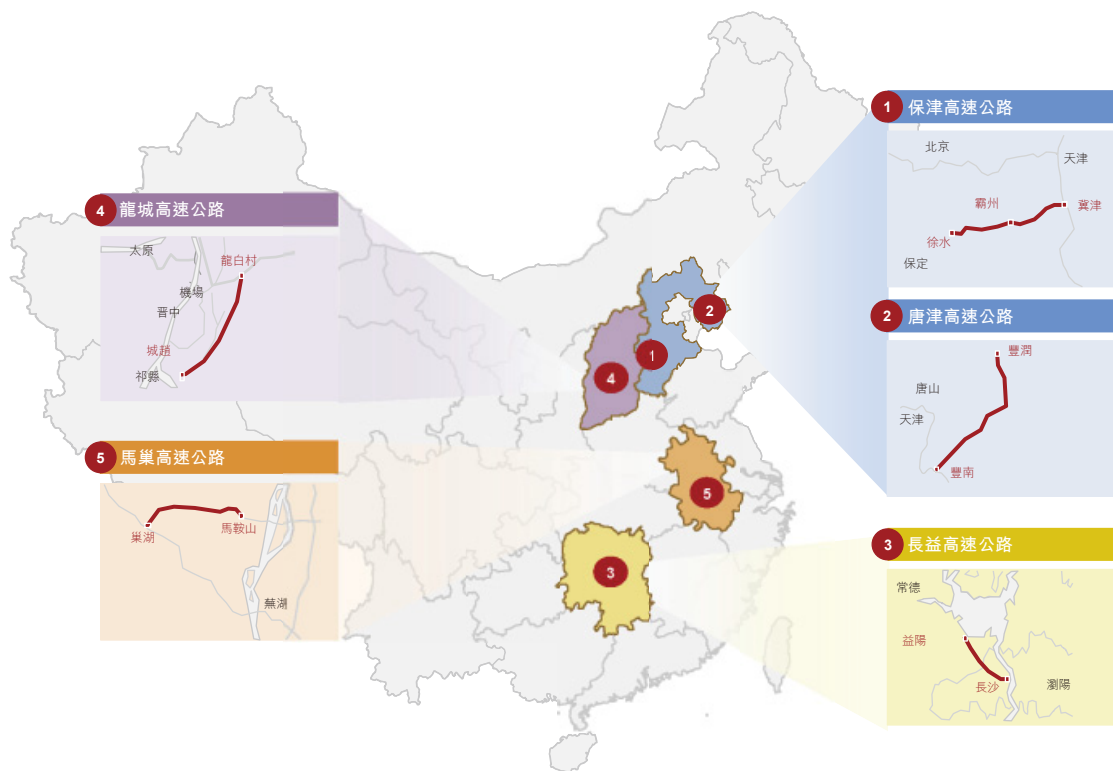 1 保津高速公路
北京
天津
霸州
冀津
徐水
保定
2 唐津高速公路
豐潤
唐山
天津
豐南
3 長益高速公路
常德
益陽
長沙
瀏陽
4 龍城高速公路
太原
龍白村
機場
晋中
城趙
祁縣
5 馬巢高速公路
巢湖
馬鞍山
蕪湖
2
1
4
5
3